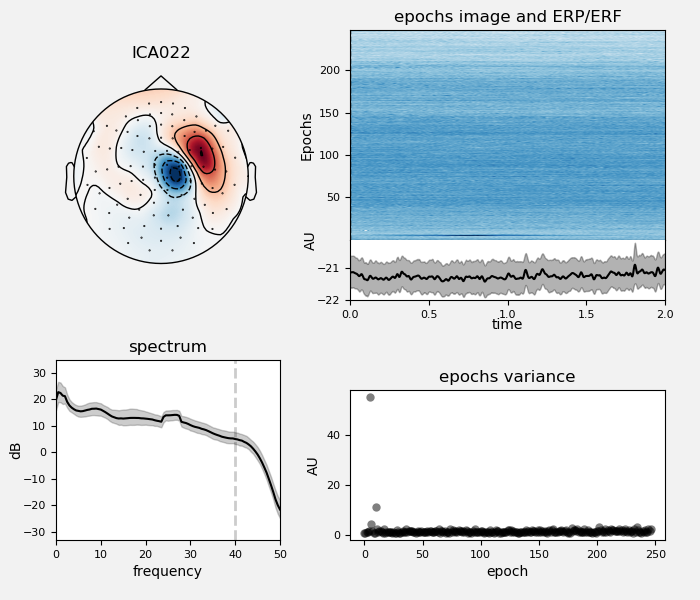 ICA022
epochs image and ERP/ERF
Epochs
200
150
100
50
AU
−21
−22
0.0 0.5 1.0 1.5 2.0
time
spectrum
dB
30
20
10
0
−10
−20
−30
0 10 20 30 40 50
frequency
epochs variance
AU
40
20
0
0 50 100 150 200 250
epoch